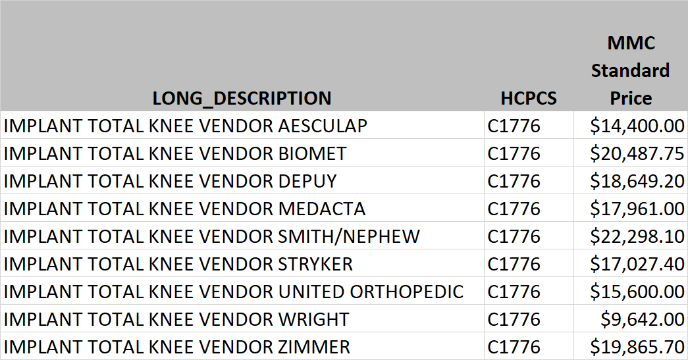 MMC
Standard
LONG_DESCRIPTION HCPCS Price
IMPLANT TOTAL KNEE VENDOR AESCULAP C1776 $14,400.00
IMPLANT TOTAL KNEE VENDOR BIOMET C1776 $20,487.75
IMPLANT TOTAL KNEE VENDOR DEPUY C1776 $18,649.20
IMPLANT TOTAL KNEE VENDOR MEDACTA C1776 $17,961.00
IMPLANT TOTAL KNEE VENDOR SMITH/NEPHEW C1776 $22,298.10
IMPLANT TOTAL KNEE VENDOR STRYKER C1776 $17,027.40
IMPLANT TOTAL KNEE VENDOR UNITED ORTHOPEDIC C1776 $15,600.00
IMPLANT TOTAL KNEE VENDOR WRIGHT C1776 $9,642.00
IMPLANT TOTAL KNEE VENDOR ZIMMER C1776 $19,865.70